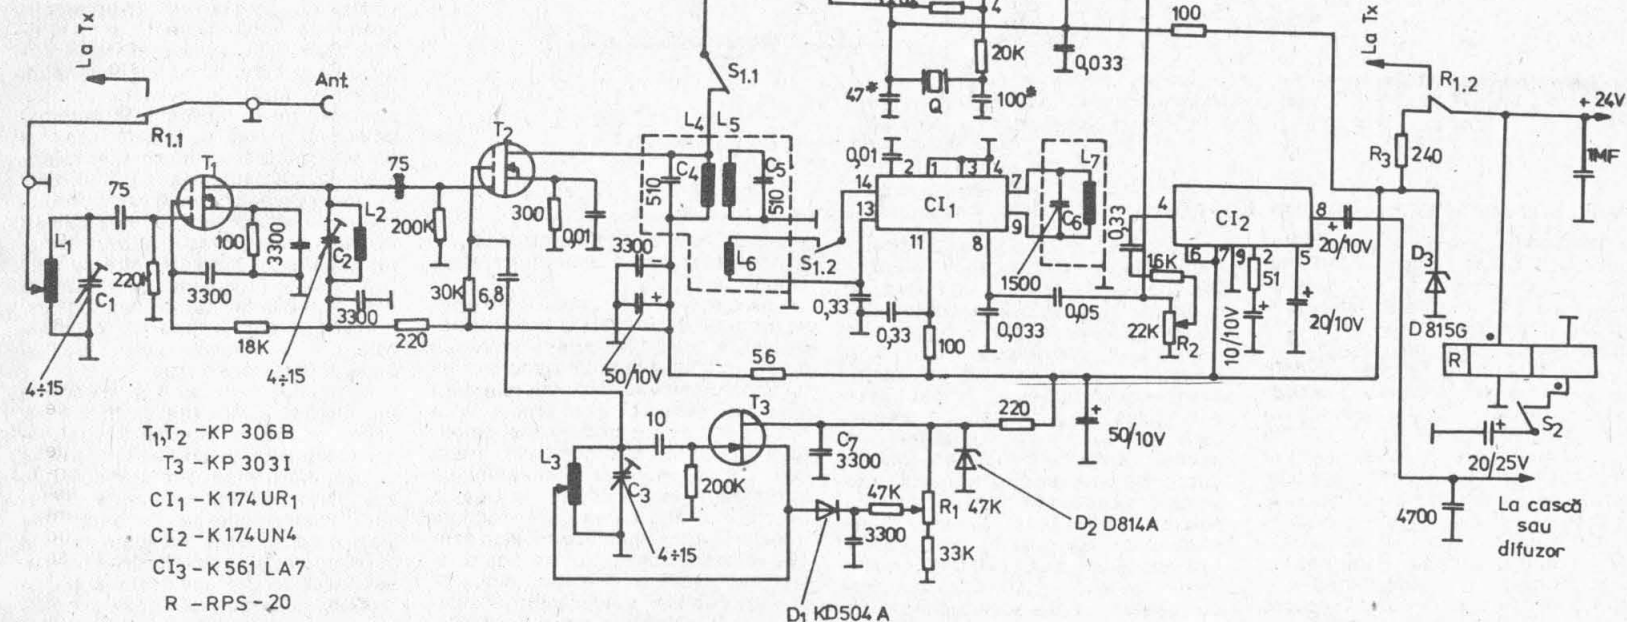 La Tx
Ant.
R1.1
S1.1
4
100
20K
0,033
47*
Q
100*
La Tx
R1.2
+ 24V
R3 240
1MF
T1
75
75
T2
L4 L5
C4
510
C5
510
0,01
2 1 3 4
14
13
CI1
7
9
11
8
L7
C6
1500
4
CI2
8
6 7 9 2
5
0,33
20/10V
L1
C1
220K
100
3300
3300
C2
L2
200K
300
0,01
3300
L6
S1.2
15K
51
D3
D815G
30K
6,8
3300
0,33
0,33
100
0,033
0,05
22K
R2
10/10V
20/10V
18K
220
4÷15
4÷15
50/10V
56
R
T1,T2 -KP 306B
T3 -KP 303I
CI1 -K 174 UR1
CI2 -K174UN4
CI3 -K 561 LA7
R -RPS-20
10
T3
L3
C3
200K
4÷15
C7
3300
220
50/10V
47K
R1 47K
3300
33K
D2 D814A
D1 KD504 A
S2
20/25V
4700
La cască
sau
difuzor